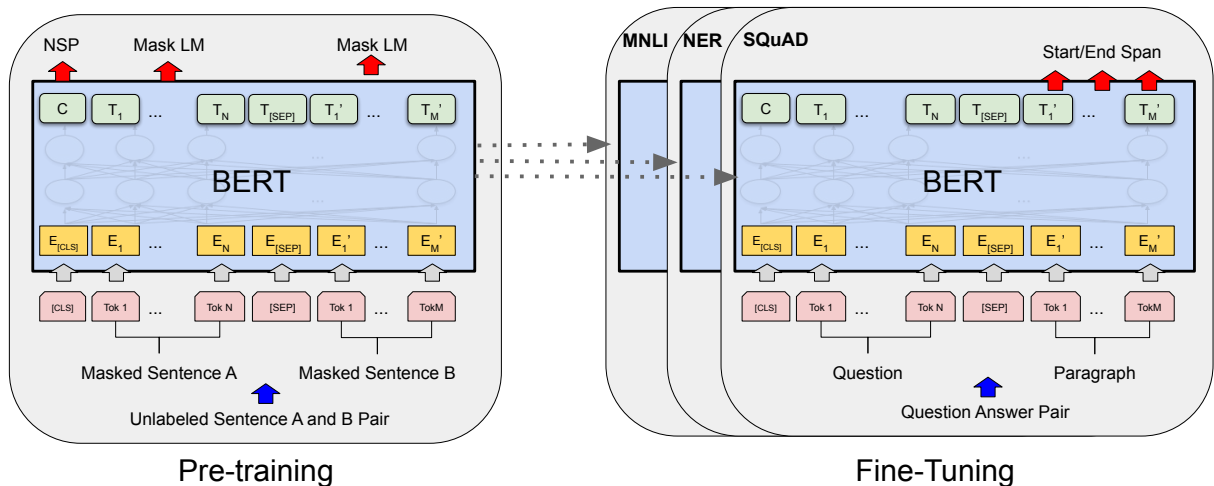 NSP Mask LM Mask LM
C T1 ... TN T[SEP] T1' ... TM'
...
BERT
...
E[CLS] E1 ... EN E[SEP] E1' ... EM'
[CLS] Tok 1 ... Tok N [SEP] Tok 1 ... TokM
Masked Sentence A Masked Sentence B
Unlabeled Sentence A and B Pair
Pre-training
MNLI NER SQuAD
Start/End Span
C T1 ... TN T[SEP] T1' ... TM'
...
BERT
...
E[CLS] E1 ... EN E[SEP] E1' ... EM'
[CLS] Tok 1 ... Tok N [SEP] Tok 1 ... TokM
Question Paragraph
Question Answer Pair
Fine-Tuning